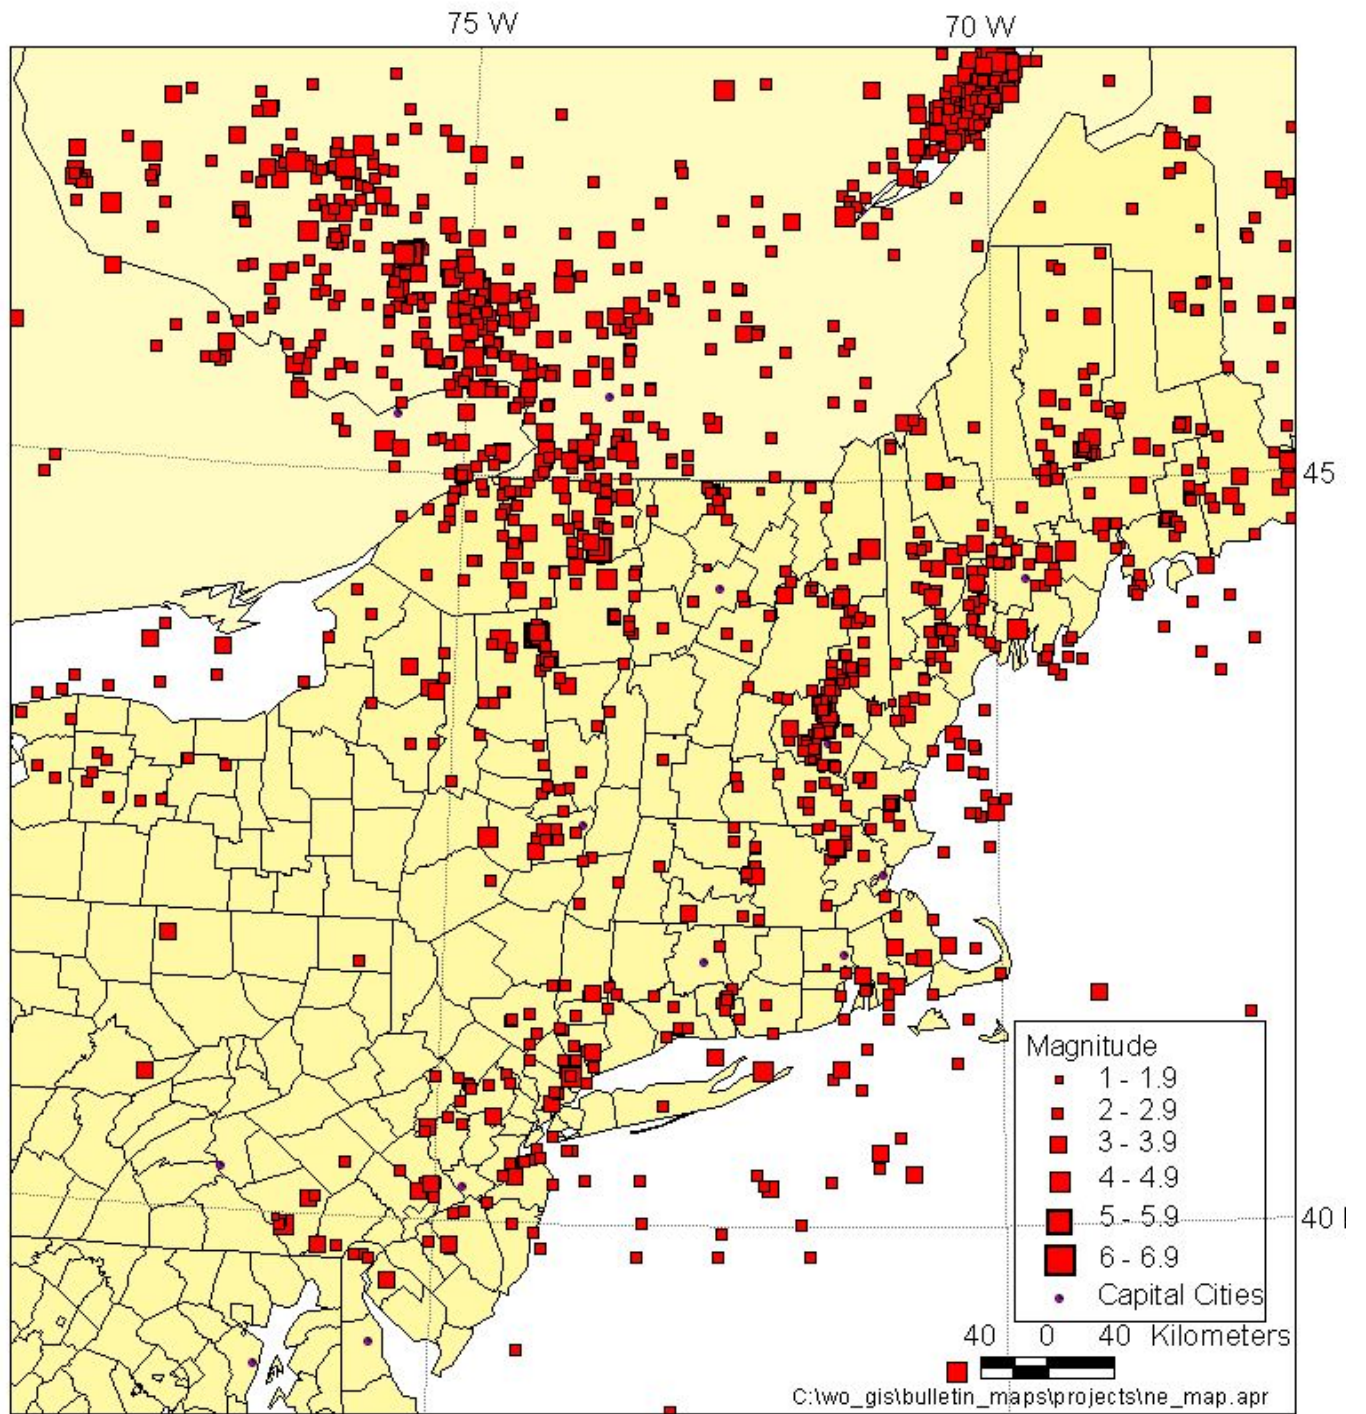 75 W
70 W
45
40
Magnitude
1 - 1.9
2 - 2.9
3 - 3.9
4 - 4.9
5 - 5.9
6 - 6.9
Capital Cities
40 0 40 Kilometers
C:\wo_gis\bulletin_maps\projects\ne_map.apr